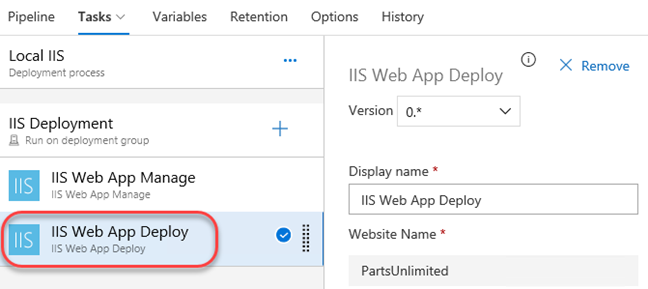 Pipeline Tasks Variables Retention Options History
Local IIS
Deployment process
IIS Deployment
Run on deployment group
IIS IIS Web App Manage
IIS Web App Manage
IIS IIS Web App Deploy
IIS Web App Deploy
IIS Web App Deploy
Remove
Version 0.*
Display name *
IIS Web App Deploy
Website Name *
PartsUnlimited